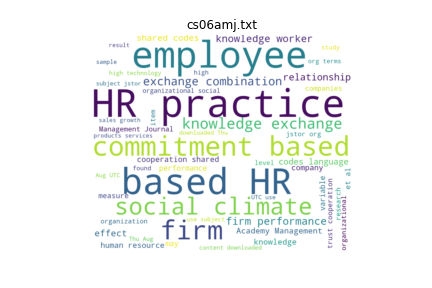 cs06amj.txt
shared codes
knowledge worker
result
study
employee
sample
org terms
high technology
high
exchange combination
relationship
subject jstor
organizational social
companies
HR practice
sales growth
item
knowledge exchange
Management Journal
downloaded Thu
jstor org
products services
commitment based
cooperation shared
level
codes language
found
performance
company
et al
Aug UTC
based HR
measure
UTC use
variable
research
social climate
trust cooperation
organizational
organization
use subject
firm performance
firm
effect
Academy Management
Thu Aug
human resource
may
knowledge
content downloaded